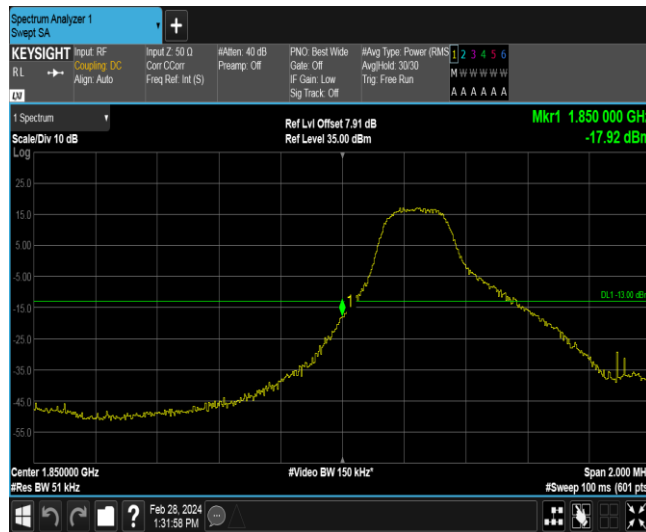 Spectrum Analyzer 1
Swept SA
+
KEYSIGHT
RL
LXI
Input: RF
Coupling: DC
Align: Auto
Input Z: 50 Ω
Corr CCorr
Freq Ref: Int (S)
#Atten: 40 dB
Preamp: Off
PNO: Best Wide
Gate: Off
IF Gain: Low
Sig Track: Off
#Avg Type: Power (RMS
Avg|Hold: 30/30
Trig: Free Run
1 2 3 4 5 6
M W W W W W
A A A A A A
1 Spectrum
Scale/Div 10 dB
Ref Lvl Offset 7.91 dB
Ref Level 35.00 dBm
Mkr1 1.850 000 GHz
-17.92 dBm
Log
25.0
15.0
5.00
-5.00
-15.0
-25.0
-35.0
-45.0
-55.0
1
DL1 -13.00 dBm
Center 1.850000 GHz
#Video BW 150 kHz*
Span 2.000 MHz
#Res BW 51 kHz
#Sweep 100 ms (601 pts
?
Feb 28, 2024
1:31:58 PM